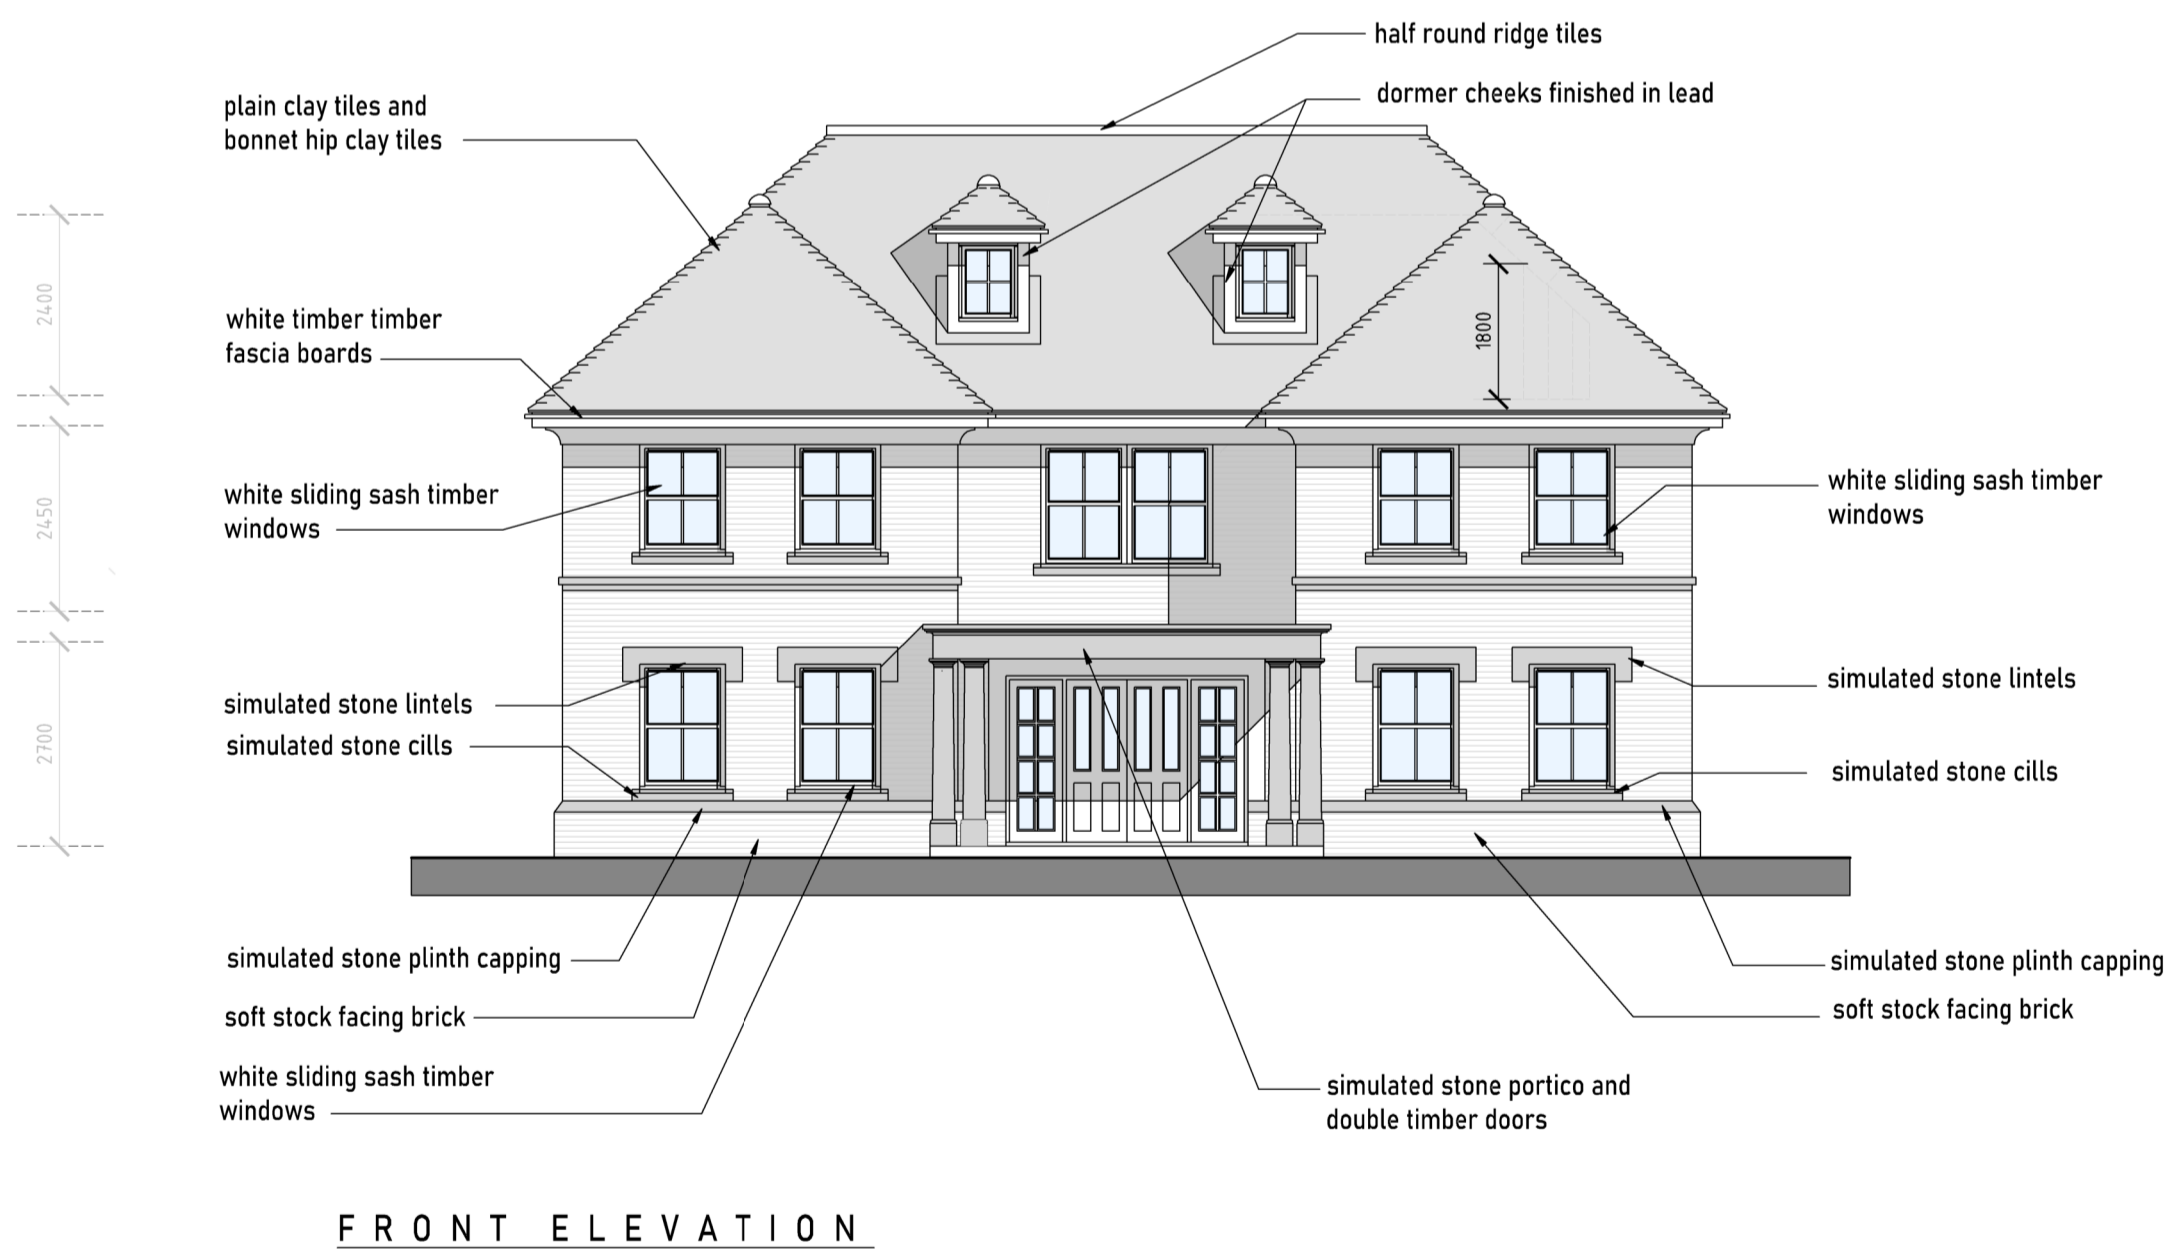 half round ridge tiles
dormer cheeks finished in lead
plain clay tiles and
bonnet hip clay tiles
2400
white timber timber
fascia boards
1800
2450
white sliding sash timber
windows
white sliding sash timber
windows
2700
simulated stone lintels
simulated stone cills
simulated stone lintels
simulated stone cills
simulated stone plinth capping
soft stock facing brick
white sliding sash timber
windows
simulated stone plinth capping
soft stock facing brick
simulated stone portico and
double timber doors
FRONT ELEVATION